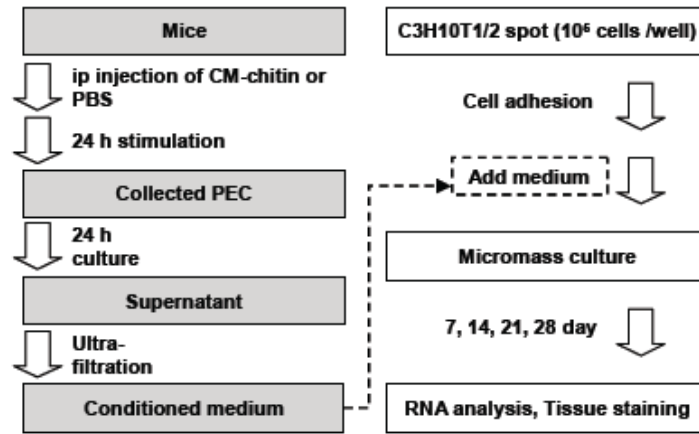 Mice
ip injection of CM-chitin or
PBS
24 h stimulation
Collected PEC
24 h
culture
Supernatant
Ultra-
filtration
Conditioned medium
C3H10T1/2 spot (10⁶ cells /well)
Cell adhesion
Add medium
Micromass culture
7, 14, 21, 28 day
RNA analysis, Tissue staining